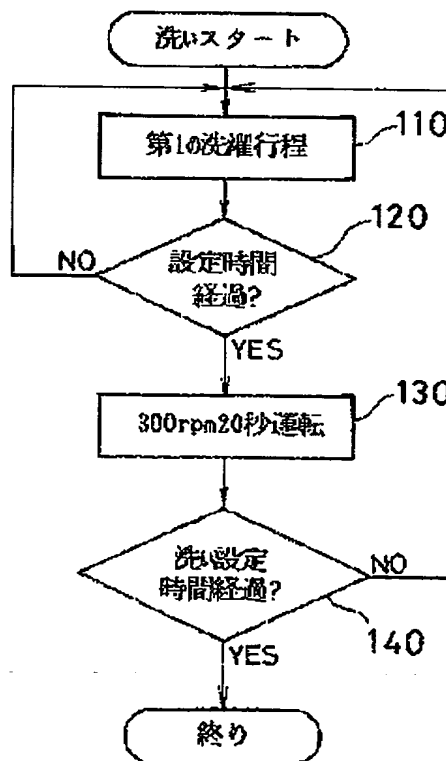 洗いスタート
第1の洗濯行程
110
設定時間
経過?
120
NO
YES
300rpm20秒運転
130
洗い設定
時間経過?
NO
140
YES
終り